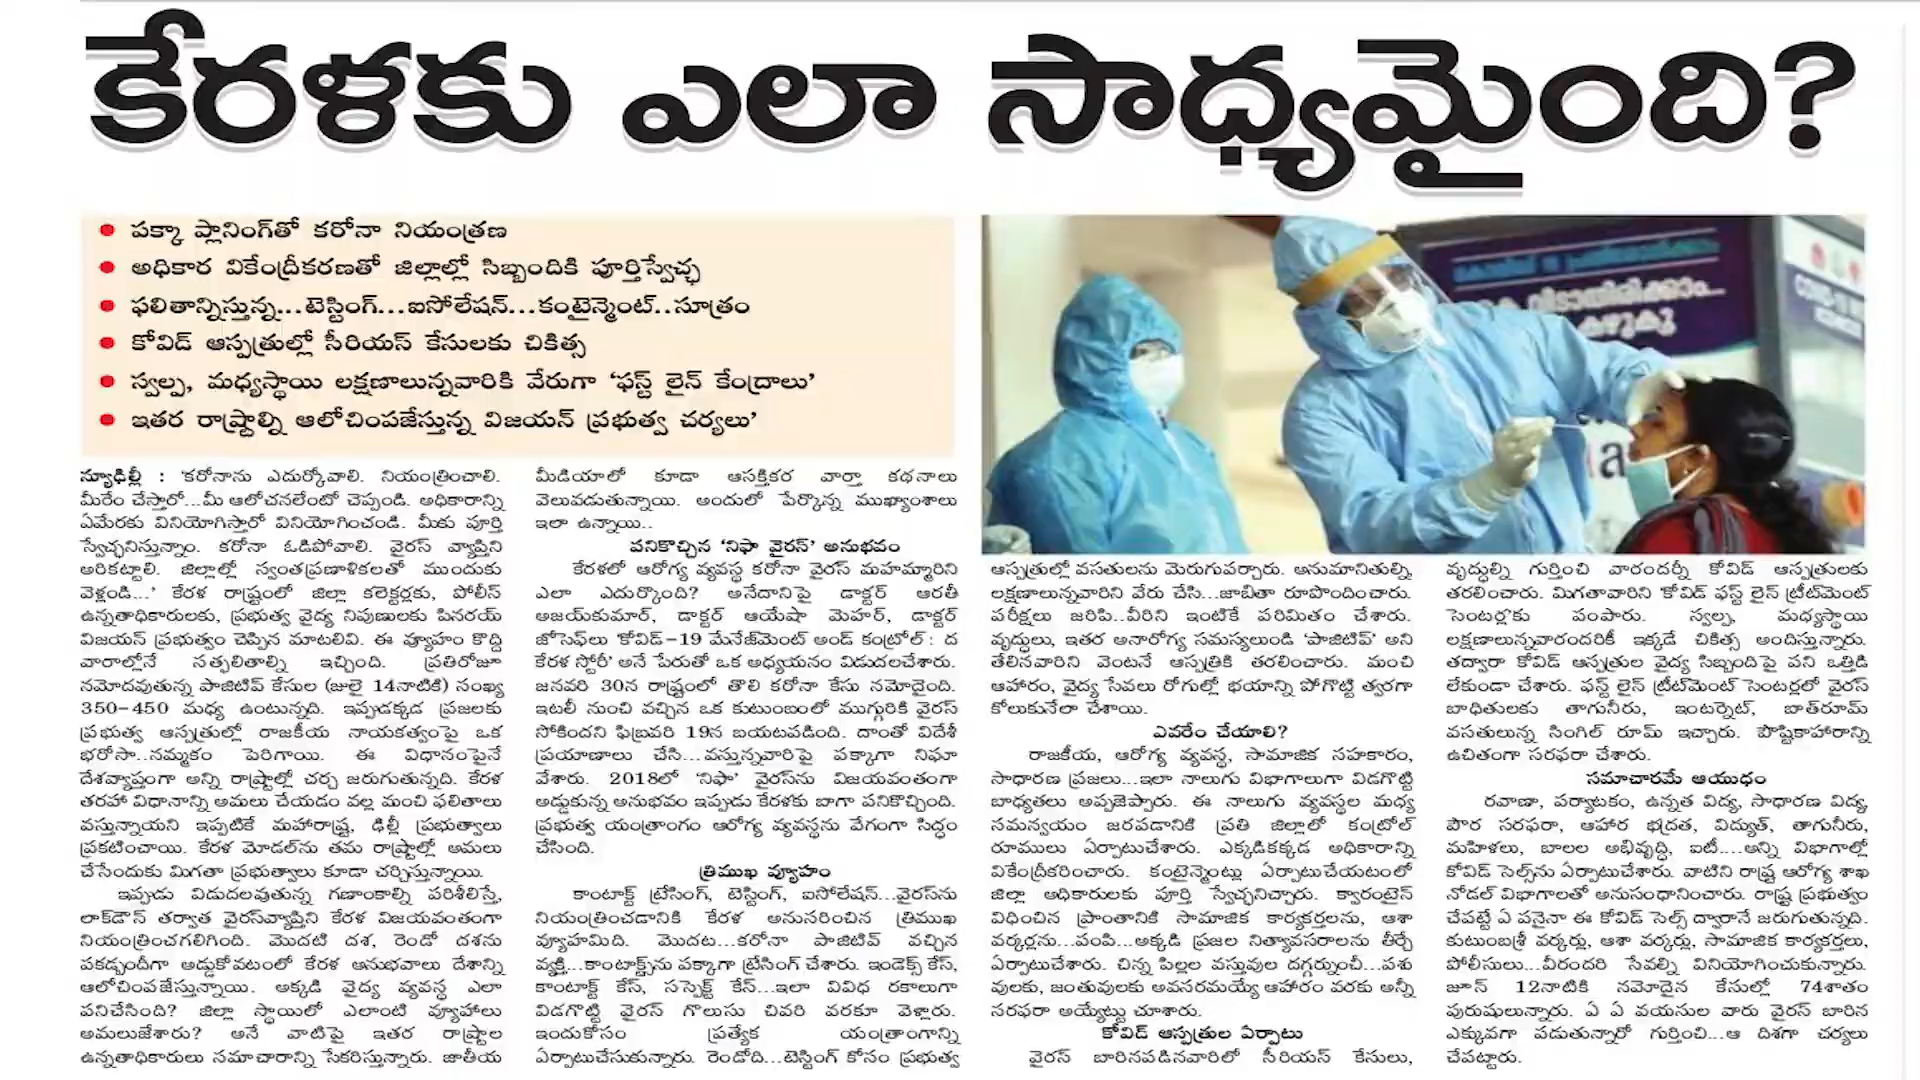 కేరళకు ఎలా సాధ్యమైంది?
• పక్కా ప్లానింగ్‌తో కరోనా నియంత్రణ
• అధికార వికేంద్రీకరణతో జిల్లాల్లో సిబ్బందికి పూర్తిస్వేచ్ఛ
• ఫలితాన్నిస్తున్న...టెస్టింగ్...ఐసోలేషన్...కంటైన్మెంట్..సూత్రం
• కోవిడ్ ఆస్పత్రుల్లో సీరియస్ కేసులకు చికిత్స
• స్వల్ప, మధ్యస్థాయి లక్షణాలున్నవారికి వేరుగా ‘ఫస్ట్ లైన్ కేంద్రాలు’
• ఇతర రాష్ట్రాల్ని ఆలోచింపజేస్తున్న విజయన్ ప్రభుత్వ చర్యలు’
న్యూఢిల్లీ : ‘కరోనాను ఎదుర్కోవాలి. నియంత్రించాలి.
మీరేం చేస్తారో...మీ ఆలోచనలేంటో చెప్పండి. అధికారాన్ని
ఏమేరకు వినియోగిస్తారో వినియోగించండి. మీకు పూర్తి
స్వేచ్ఛనిస్తున్నాం. కరోనా ఓడిపోవాలి. వైరస్ వ్యాప్తిని
అరికట్టాలి. జిల్లాల్లో స్వంతప్రణాళికలతో ముందుకు
వెళ్లండి...’ కేరళ రాష్ట్రంలో జిల్లా కలెక్టర్లకు, పోలీస్
ఉన్నతాధికారులకు, ప్రభుత్వ వైద్య నిపుణులకు పినరయ్
విజయన్ ప్రభుత్వం చెప్పిన మాటలివి. ఈ వ్యూహం కొద్ది
వారాల్లోనే సత్ఫలితాల్ని ఇచ్చింది. ప్రతిరోజూ
నమోదవుతున్న పాజిటివ్ కేసుల (జులై 14నాటికి) సంఖ్య
350-450 మధ్య ఉంటున్నది. ఇప్పుడక్కడ ప్రజలకు
ప్రభుత్వ ఆస్పత్రుల్లో రాజకీయ నాయకత్వంపై ఒక
భరోసా..నమ్మకం పెరిగాయి. ఈ విధానంపైనే
దేశవ్యాప్తంగా అన్ని రాష్ట్రాల్లో చర్చ జరుగుతున్నది. కేరళ
తరహా విధానాన్ని అమలు చేయడం వల్ల మంచి ఫలితాలు
వస్తున్నాయని ఇప్పటికే మహారాష్ట్ర, ఢిల్లీ ప్రభుత్వాలు
ప్రకటించాయి. కేరళ మోడల్‌ను తమ రాష్ట్రాల్లో అమలు
చేసేందుకు మిగతా ప్రభుత్వాలు కూడా చర్చిస్తున్నాయి.
ఇప్పుడు విడుదలవుతున్న గణాంకాల్ని పరిశీలిస్తే,
లాక్‌డౌన్ తర్వాత వైరస్‌వ్యాప్తిని కేరళ విజయవంతంగా
నియంత్రించగలిగింది. మొదటి దశ, రెండో దశను
పకడ్బందీగా అడ్డుకోవటంలో కేరళ అనుభవాలు దేశాన్ని
ఆలోచింపజేస్తున్నాయి. అక్కడి వైద్య వ్యవస్థ ఎలా
పనిచేసింది? జిల్లా స్థాయిలో ఎలాంటి వ్యూహాలు
అమలుజేశారు? అనే వాటిపై ఇతర రాష్ట్రాల
ఉన్నతాధికారులు సమాచారాన్ని సేకరిస్తున్నారు. జాతీయ
మీడియాలో కూడా ఆసక్తికర వార్తా కథనాలు
వెలువడుతున్నాయి. అందులో పేర్కొన్న ముఖ్యాంశాలు
ఇలా ఉన్నాయి..
పనికొచ్చిన ‘నిఫా వైరస్’ అనుభవం
కేరళలో ఆరోగ్య వ్యవస్థ కరోనా వైరస్ మహమ్మారిని
ఎలా ఎదుర్కొంది? అనేదానిపై డాక్టర్ ఆరతీ
అజయ్‌కుమార్, డాక్టర్ ఆయేషా మెహర్, డాక్టర్
జోసెఫ్‌లు ‘కోవిడ్-19 మేనేజ్‌మెంట్ అండ్ కంట్రోల్ : ద
కేరళ స్టోరీ’ అనే పేరుతో ఒక అధ్యయనం విడుదలచేశారు.
జనవరి 30న రాష్ట్రంలో తొలి కరోనా కేసు నమోదైంది.
ఇటలీ నుంచి వచ్చిన ఒక కుటుంబంలో ముగ్గురికి వైరస్
సోకిందని ఫిబ్రవరి 19న బయటపడింది. దాంతో విదేశీ
ప్రయాణాలు చేసి...వస్తున్నవారిపై పక్కాగా నిఘా
వేశారు. 2018లో ‘నిఫా’ వైరస్‌ను విజయవంతంగా
అడ్డుకున్న అనుభవం ఇప్పుడు కేరళకు బాగా పనికొచ్చింది.
ప్రభుత్వ యంత్రాంగం ఆరోగ్య వ్యవస్థను వేగంగా సిద్ధం
చేసింది.
త్రిముఖ వ్యూహం
కాంటాక్ట్ ట్రేసింగ్, టెస్టింగ్, ఐసోలేషన్...వైరస్‌ను
నియంత్రించడానికి కేరళ అనుసరించిన త్రిముఖ
వ్యూహమిది. మొదట...కరోనా పాజిటివ్ వచ్చిన
వ్యక్తి...కాంటాక్ట్స్‌ను పక్కాగా ట్రేసింగ్ చేశారు. ఇండెక్స్ కేస్,
కాంటాక్ట్ కేస్, సస్పెక్ట్ కేస్...ఇలా వివిధ రకాలుగా
విడగొట్టి వైరస్ గొలుసు చివరి వరకూ వెళ్లారు.
ఇందుకోసం ప్రత్యేక యంత్రాంగాన్ని
ఏర్పాటుచేసుకున్నారు. రెండోది...టెస్టింగ్ కోసం ప్రభుత్వ
ఆస్పత్రుల్లో వసతులను మెరుగుపర్చారు. అనుమానితుల్ని,
లక్షణాలున్నవారిని వేరు చేసి...జాబితా రూపొందించారు.
పరీక్షలు జరిపి..వీరిని ఇంటికే పరిమితం చేశారు.
వృద్ధులు, ఇతర అనారోగ్య సమస్యలుండి ‘పాజిటివ్’ అని
తేలినవారిని వెంటనే ఆస్పత్రికి తరలించారు. మంచి
ఆహారం, వైద్య సేవలు రోగుల్లో భయాన్ని పోగొట్టి త్వరగా
కోలుకునేలా చేశాయి.
ఎవరేం చేయాలి?
రాజకీయ, ఆరోగ్య వ్యవస్థ, సామాజిక సహకారం,
సాధారణ ప్రజలు...ఇలా నాలుగు విభాగాలుగా విడగొట్టి
బాధ్యతలు అప్పజెప్పారు. ఈ నాలుగు వ్యవస్థల మధ్య
సమన్వయం జరపడానికి ప్రతి జిల్లాలో కంట్రోల్
రూములు ఏర్పాటుచేశారు. ఎక్కడికక్కడ అధికారాన్ని
వికేంద్రీకరించారు. కంటైన్మెంట్లు ఏర్పాటుచేయటంలో
జిల్లా అధికారులకు పూర్తి స్వేచ్ఛనిచ్చారు. క్వారంటైన్
విధించిన ప్రాంతానికి సామాజిక కార్యకర్తలను, ఆశా
వర్కర్లను...పంపి...అక్కడి ప్రజల నిత్యావసరాలను తీర్చే
ఏర్పాటుచేశారు. చిన్న పిల్లల వస్తువుల దగ్గర్నుంచీ...పశు
వులకు, జంతువులకు అవసరమయ్యే ఆహారం వరకు అన్నీ
సరఫరా అయ్యేట్టు చూశారు.
కోవిడ్ ఆస్పత్రుల ఏర్పాటు
వైరస్ బారినపడినవారిలో సీరియస్ కేసులు,
వృద్ధుల్ని గుర్తించి వారందర్నీ కోవిడ్ ఆస్పత్రులకు
తరలించారు. మిగతావారిని ‘కోవిడ్ ఫస్ట్ లైన్ ట్రీట్‌మెంట్
సెంటర్ల’కు పంపారు. స్వల్ప, మధ్యస్థాయి
లక్షణాలున్నవారందరికీ ఇక్కడే చికిత్స అందిస్తున్నారు.
తద్వారా కోవిడ్ ఆస్పత్రుల వైద్య సిబ్బందిపై పని ఒత్తిడి
లేకుండా చేశారు. ఫస్ట్ లైన్ ట్రీట్‌మెంట్ సెంటర్లలో వైరస్
బాధితులకు తాగునీరు, ఇంటర్నెట్, బాత్‌రూమ్
వసతులున్న సింగిల్ రూమ్ ఇచ్చారు. పౌష్టికాహారాన్ని
ఉచితంగా సరఫరా చేశారు.
సమాచారమే ఆయుధం
రవాణా, పర్యాటకం, ఉన్నత విద్య, సాధారణ విద్య,
పౌర సరఫరా, ఆహార భద్రత, విద్యుత్, తాగునీరు,
మహిళలు, బాలల అభివృద్ధి, ఐటీ....అన్ని విభాగాల్లో
కోవిడ్ సెల్స్‌ను ఏర్పాటుచేశారు. వాటిని రాష్ట్ర ఆరోగ్య శాఖ
నోడల్ విభాగాలతో అనుసంధానించారు. రాష్ట్ర ప్రభుత్వం
చేపట్టే ఏ పనైనా ఈ కోవిడ్ సెల్స్ ద్వారానే జరుగుతున్నది.
కుటుంబశ్రీ వర్కర్లు, ఆశా వర్కర్లు, సామాజిక కార్యకర్తలు,
పోలీసులు...వీరందరి సేవల్ని వినియోగించుకున్నారు.
జూన్ 12నాటికి నమోదైన కేసుల్లో 74శాతం
పురుషులున్నారు. ఏ ఏ వయసుల వారు వైరస్ బారిన
ఎక్కువగా పడుతున్నారో గుర్తించి...ఆ దిశగా చర్యలు
చేపట్టారు.